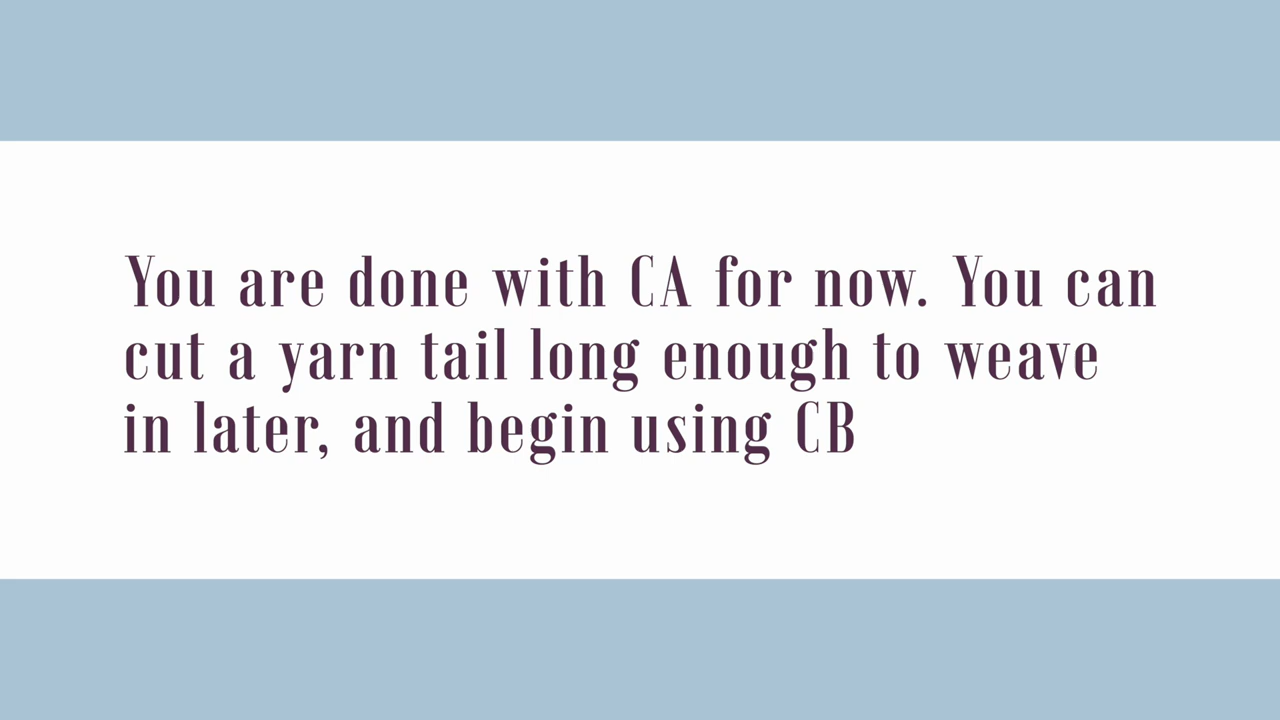 You are done with CA for now. You can
cut a yarn tail long enough to weave
in later, and begin using CB